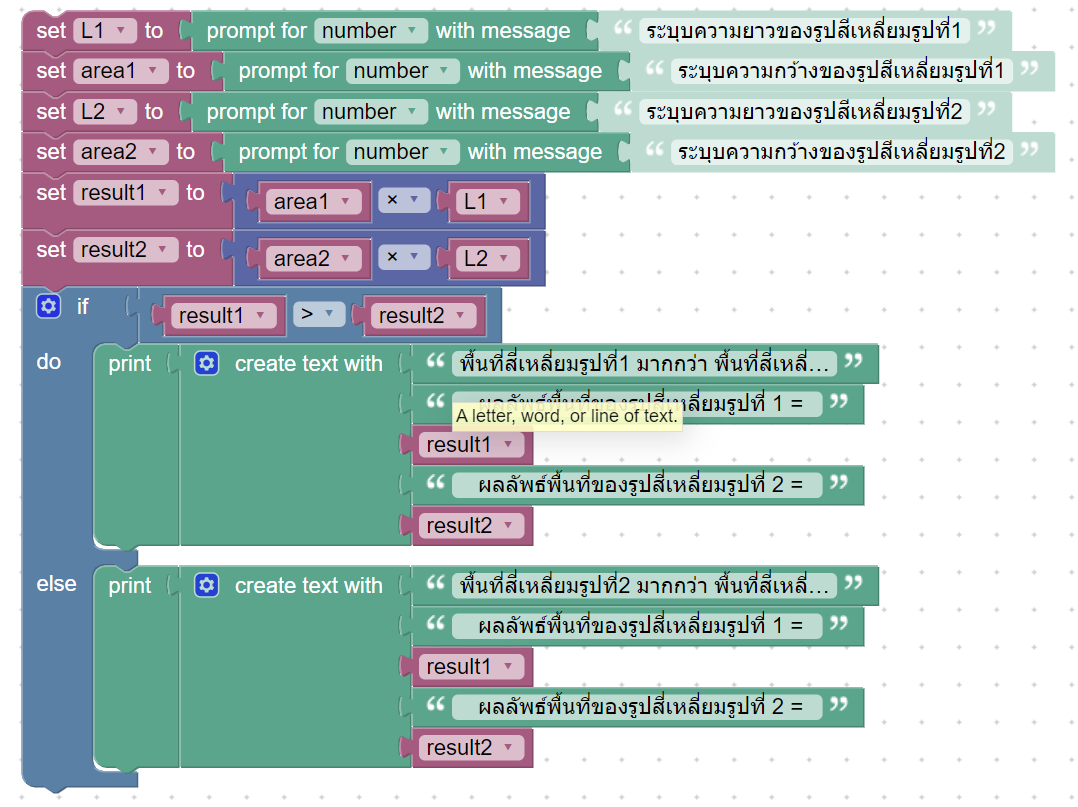 set L1 to prompt for number with message “ ระบุบความยาวของรูปสีเหลี่ยมรูปที่1 ”
set area1 to prompt for number with message “ ระบุบความกว้างของรูปสีเหลี่ยมรูปที่1 ”
set L2 to prompt for number with message “ ระบุบความยาวของรูปสีเหลี่ยมรูปที่2 ”
set area2 to prompt for number with message “ ระบุบความกว้างของรูปสีเหลี่ยมรูปที่2 ”
set result1 to area1 × L1
set result2 to area2 × L2
if result1 > result2
do print create text with “ พื้นที่สี่เหลี่ยมรูปที่1 มากกว่า พื้นที่สี่เหลี่... ”
“ ผลลัพธ์พื้นที่ของรูปสี่เหลี่ยมรูปที่ 1 = ”
A letter, word, or line of text.
result1
“ ผลลัพธ์พื้นที่ของรูปสี่เหลี่ยมรูปที่ 2 = ”
result2
else print create text with “ พื้นที่สี่เหลี่ยมรูปที่2 มากกว่า พื้นที่สี่เหลี่... ”
“ ผลลัพธ์พื้นที่ของรูปสี่เหลี่ยมรูปที่ 1 = ”
result1
“ ผลลัพธ์พื้นที่ของรูปสี่เหลี่ยมรูปที่ 2 = ”
result2